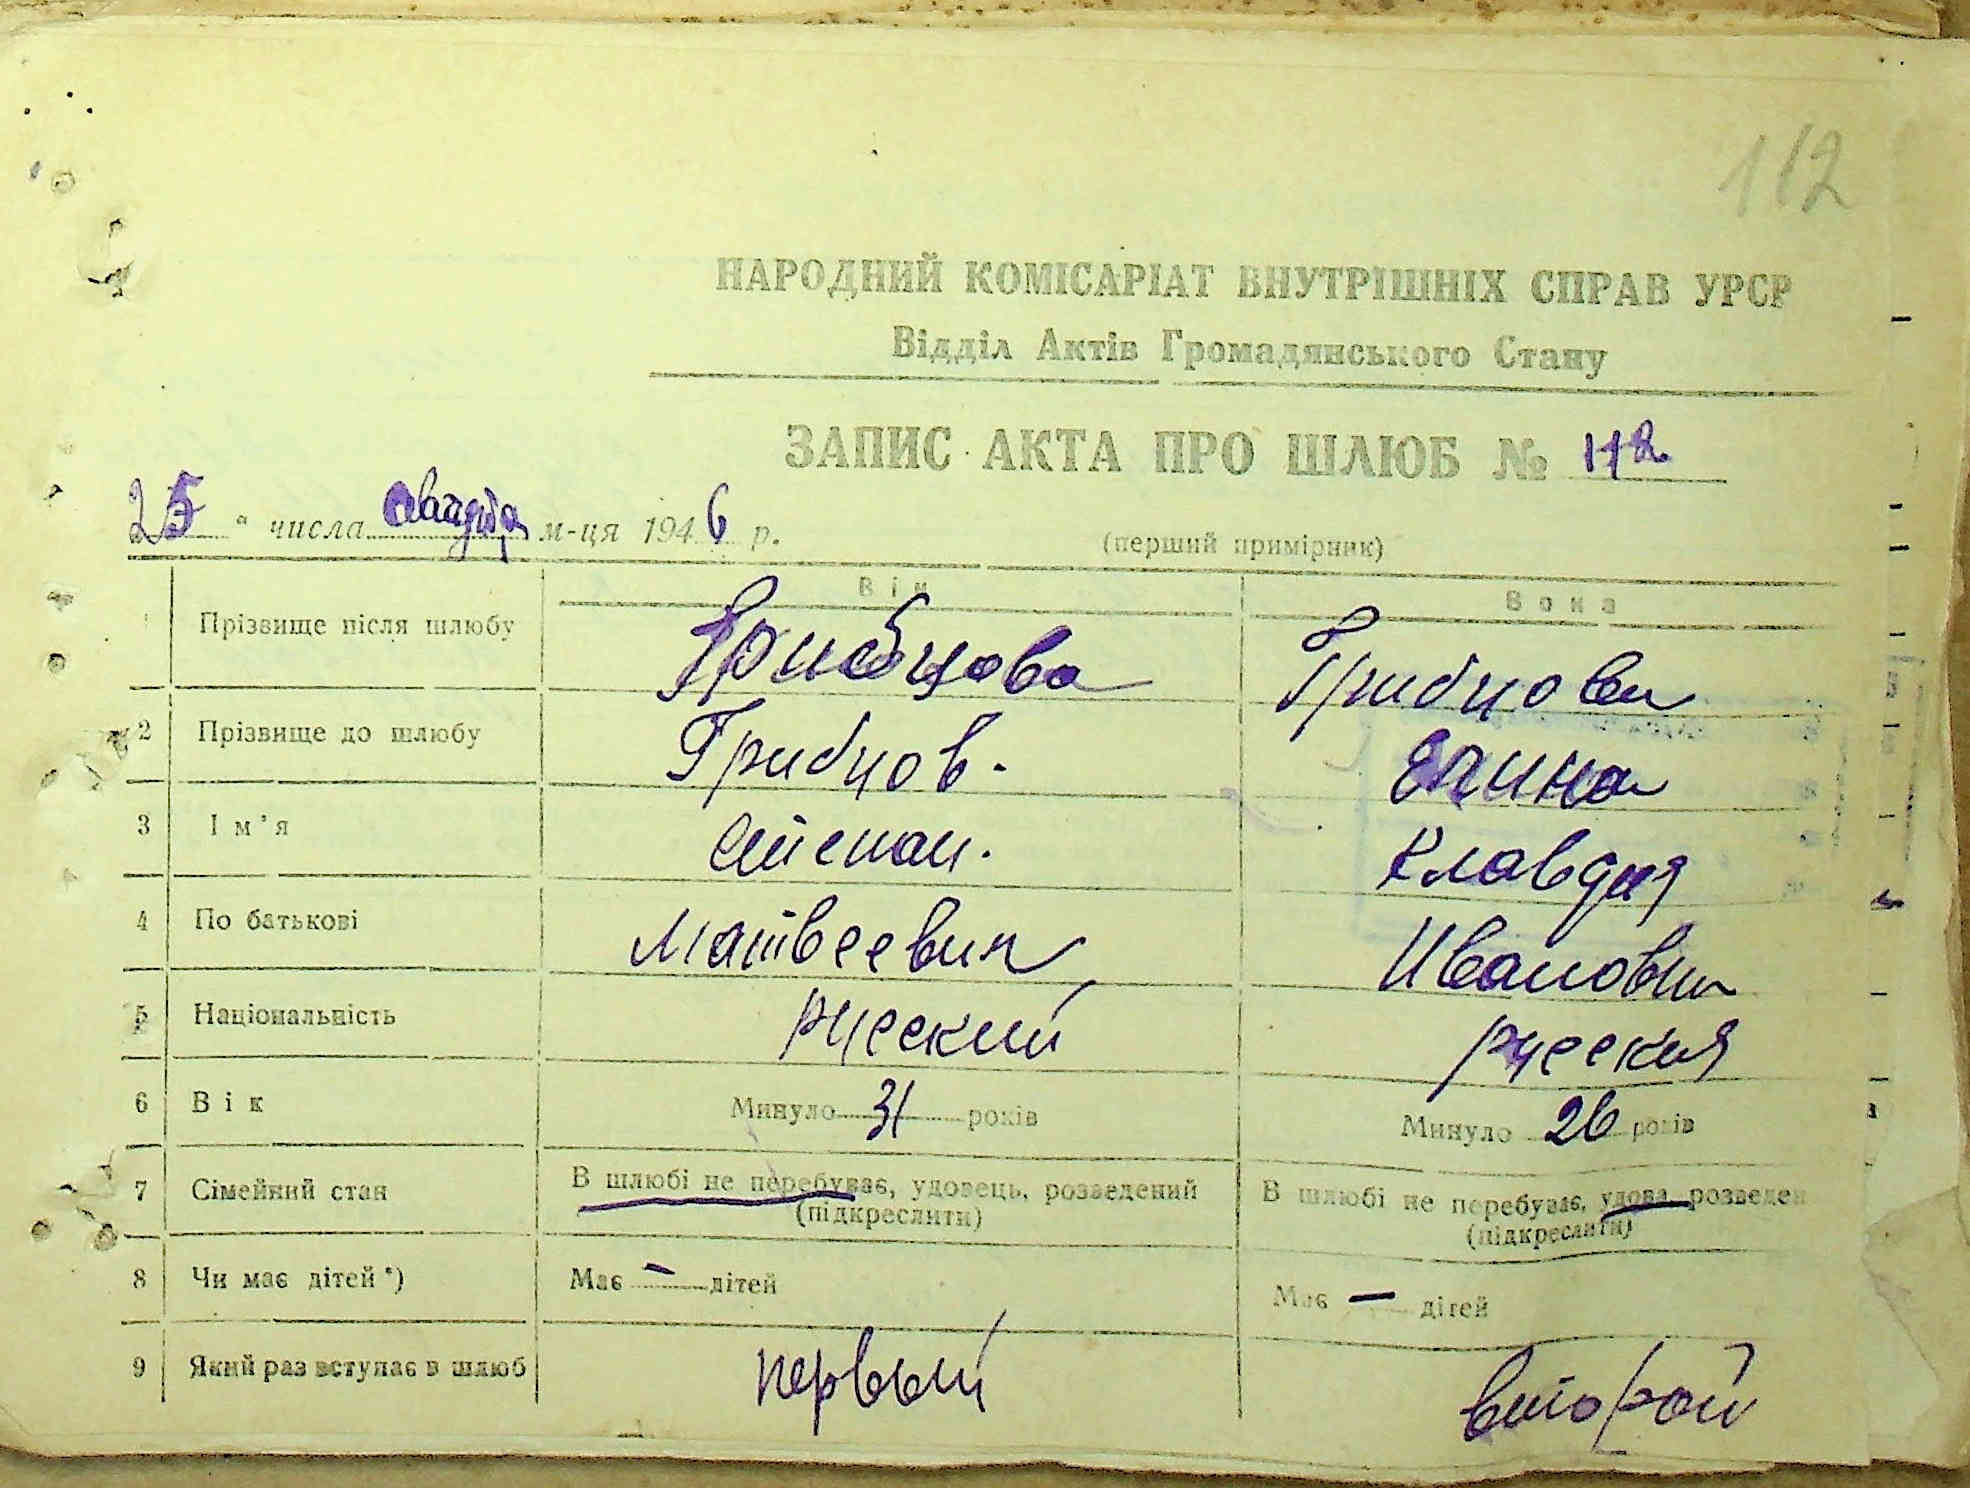 112
НАРОДНИЙ КОМІСАРІАТ ВНУТРІШНІХ СПРАВ УРСР
Відділ Актів Громадянського Стану
ЗАПИС АКТА ПРО ШЛЮБ № 112
25 " числа августа м-ця 1946 р. (перший примірник)
Він Вона
Прізвище після шлюбу Грибцова Грибцова
2 Прізвище до шлюбу Грибцов.
3 Ім’я Степан. Клавдия
4 По батькові Матвеевич Ивановна
5 Національність русский русская
6 Вік Минуло 31 років Минуло 26 років
7 Сімейний стан В шлюбі не перебуває, удовець, розведений В шлюбі не перебуває, удова, розведен
(підкреслити) (підкреслити)
8 Чи має дітей *) Має – дітей Має – дітей
9 Який раз вступає в шлюб первый второй